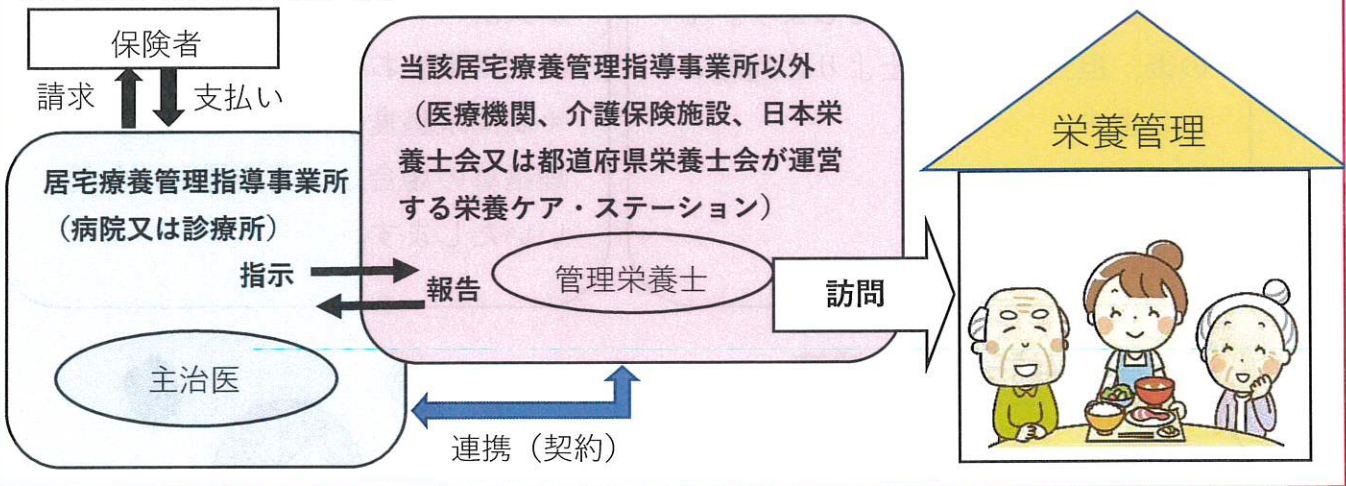 保険者
請求
支払い
居宅療養管理指導事業所
（病院又は診療所）
指示
主治医
当該居宅療養管理指導事業所以外
（医療機関、介護保険施設、日本栄
養士会又は都道府県栄養士会が運営
する栄養ケア・ステーション）
報告
管理栄養士
連携（契約）
訪問
栄養管理